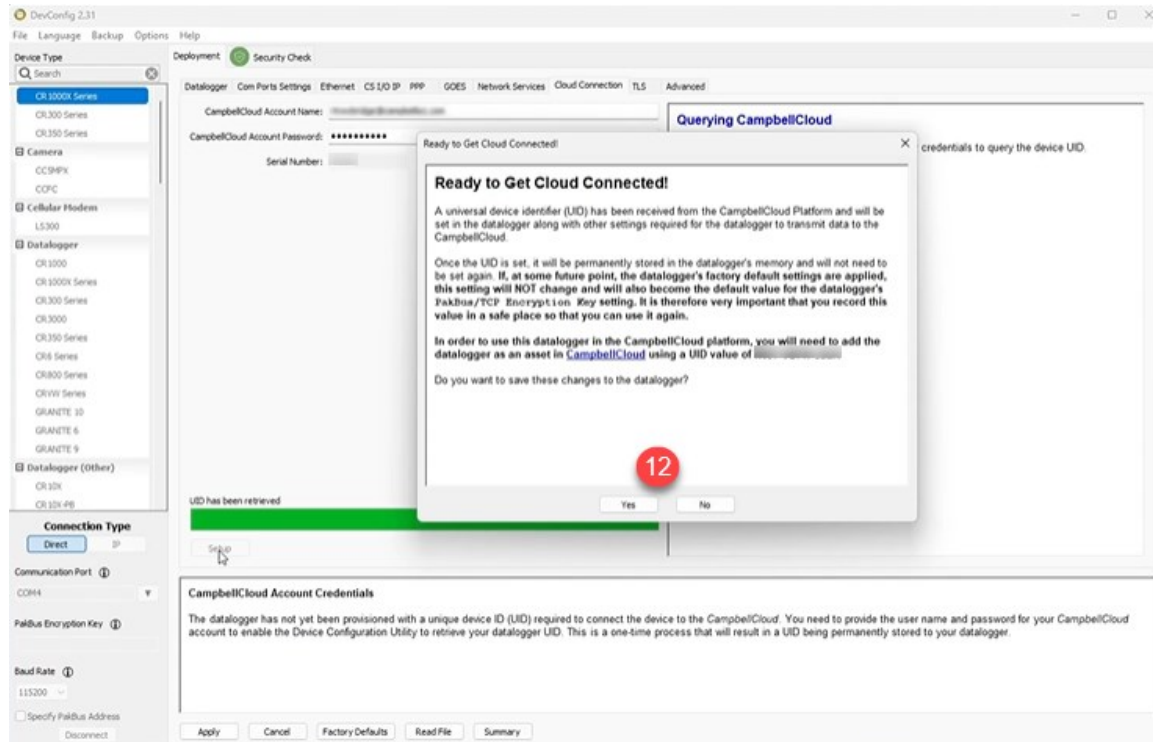 DevConfig 2.31
File Language Backup Options Help
Device Type
Search
CR1000X Series
CR300 Series
CR350 Series
Camera
CCSMPX
CCFC
Cellular Modem
LS300
Datalogger
CR1000
CR1000X Series
CR300 Series
CR3000
CR350 Series
CR6 Series
CR800 Series
CRVW Series
GRANITE 10
GRANITE 6
GRANITE 9
Datalogger (Other)
CR10X
CR10X-PB
Connection Type
Direct IP
Communication Port
COM4
PakBus Encryption Key
Baud Rate
115200
Specify PakBus Address
Disconnect
Deployment Security Check
Datalogger Com Ports Settings Ethernet CS I/O IP PPP GOES Network Services Cloud Connection TLS Advanced
CampbellCloud Account Name:
CampbellCloud Account Password: ••••••••••
Serial Number:
UID has been retrieved
Setup
Querying CampbellCloud
credentials to query the device UID.
Ready to Get Cloud Connected!
Ready to Get Cloud Connected!
A universal device identifier (UID) has been received from the CampbellCloud Platform and will be
set in the datalogger along with other settings required for the datalogger to transmit data to the
CampbellCloud.
Once the UID is set, it will be permanently stored in the datalogger's memory and will not need to
be set again. If, at some future point, the datalogger's factory default settings are applied,
this setting will NOT change and will also become the default value for the datalogger's
PakBus/TCP Encryption Key setting. It is therefore very important that you record this
value in a safe place so that you can use it again.
In order to use this datalogger in the CampbellCloud platform, you will need to add the
datalogger as an asset in CampbellCloud using a UID value of
Do you want to save these changes to the datalogger?
12
Yes No
CampbellCloud Account Credentials
The datalogger has not yet been provisioned with a unique device ID (UID) required to connect the device to the CampbellCloud. You need to provide the user name and password for your CampbellCloud
account to enable the Device Configuration Utility to retrieve your datalogger UID. This is a one-time process that will result in a UID being permanently stored to your datalogger.
Apply Cancel Factory Defaults Read File Summary